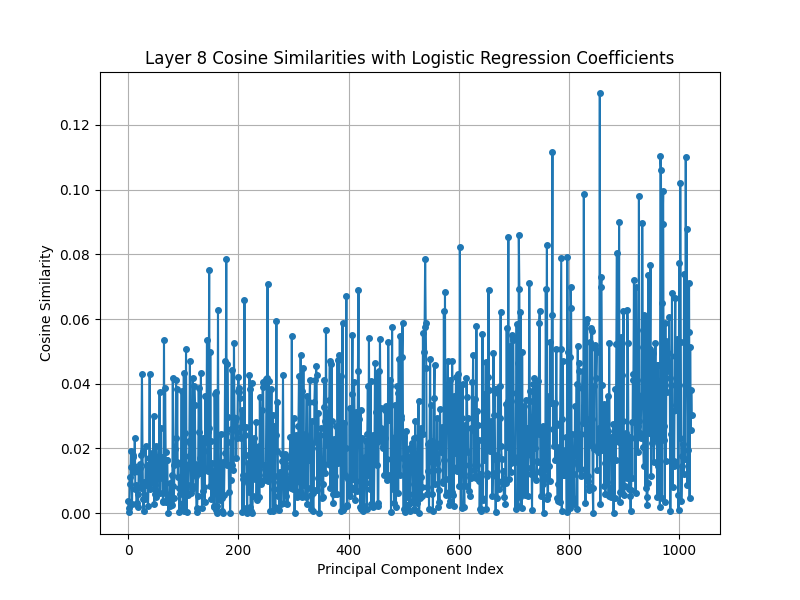 Layer 8 Cosine Similarities with Logistic Regression Coefficients
0.12
0.10
0.08
0.06
0.04
0.02
0.00
Cosine Similarity
0 200 400 600 800 1000
Principal Component Index